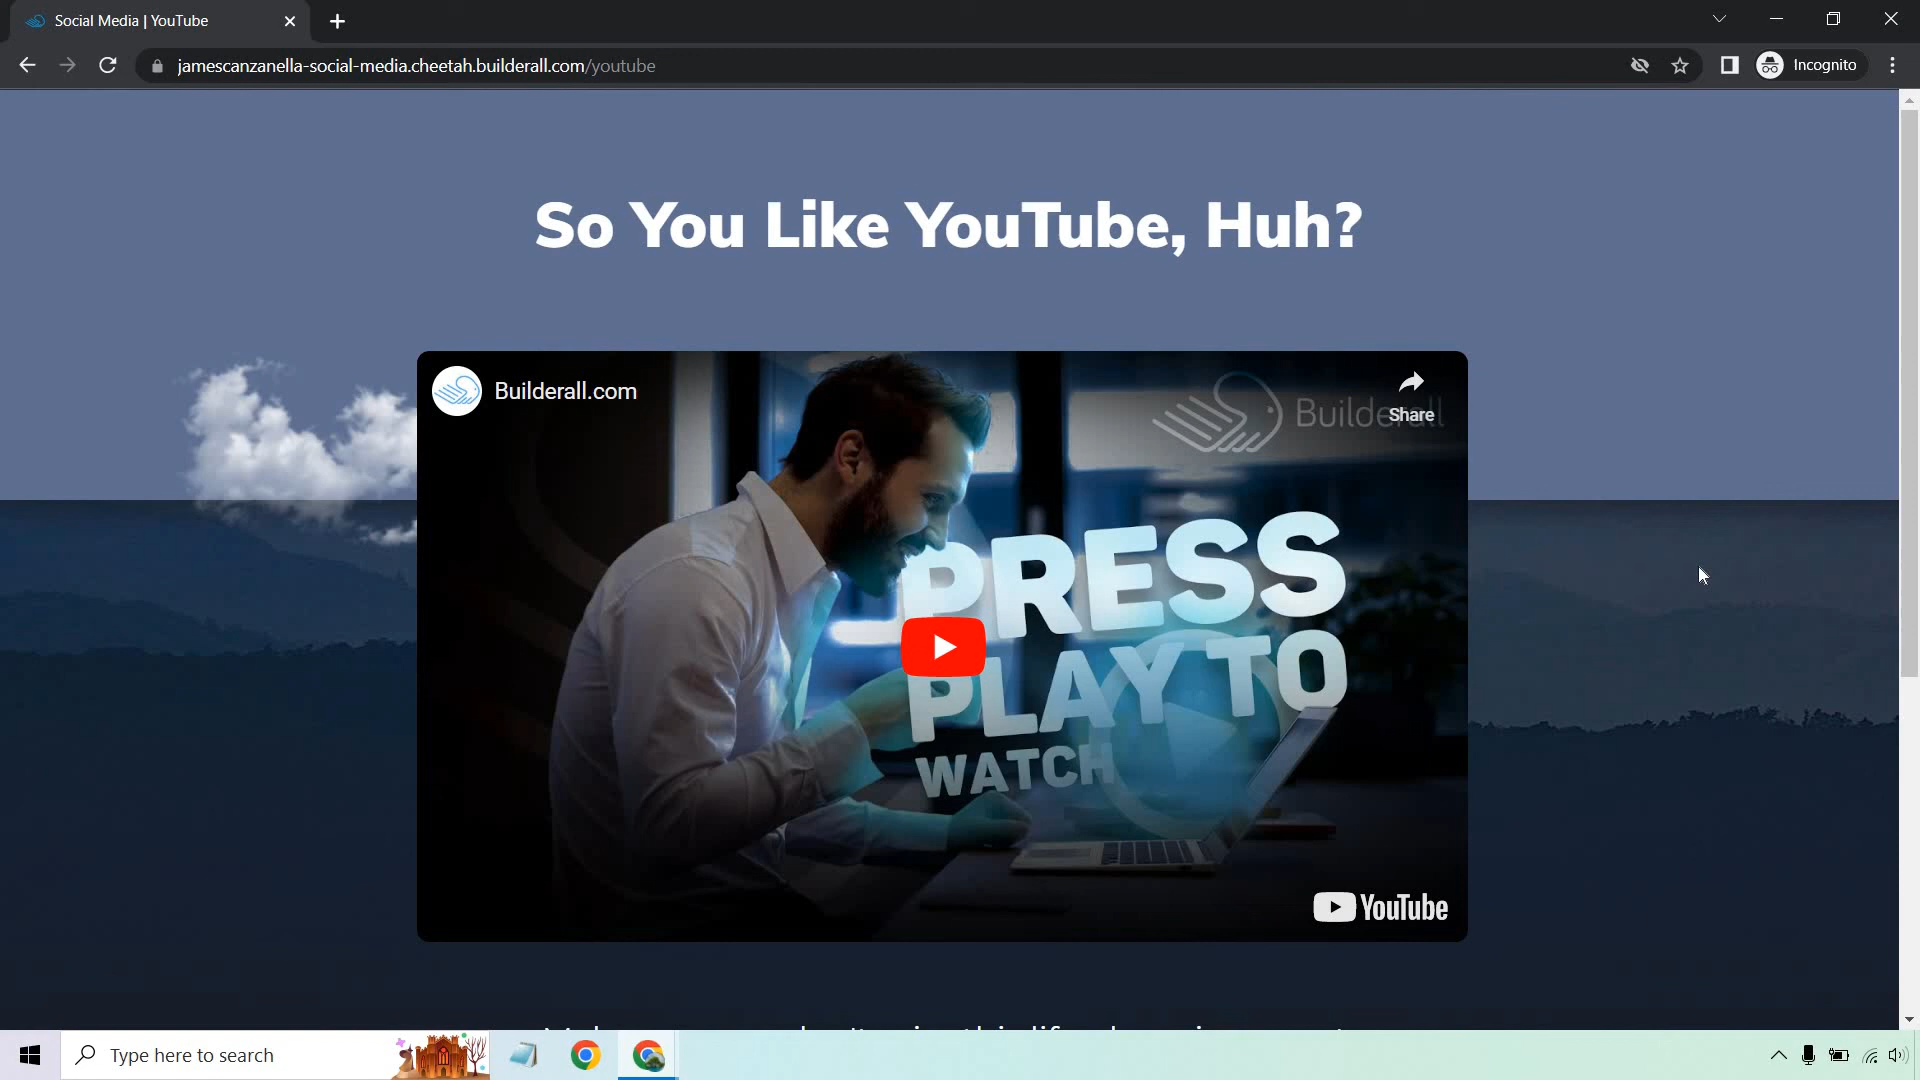 Social Media | YouTube
jamescanzanella-social-media.cheetah.builderall.com/youtube
Incognito
So You Like YouTube, Huh?
Builderall.com
Builderall
Share
PRESS
PLAY TO
WATCH
YouTube
Type here to search